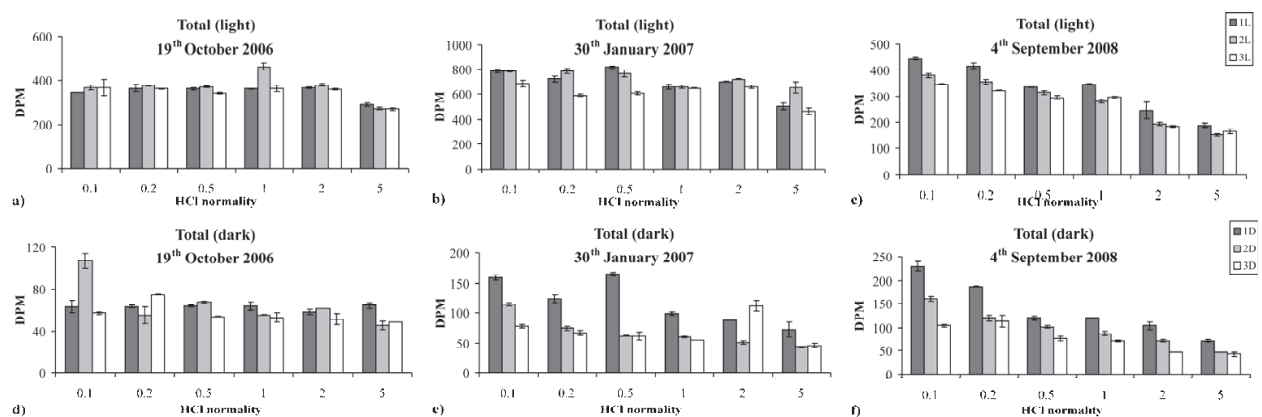 Total (light)
19th October 2006
600
400
200
0
DPM
0.1 0.2 0.5 1 2 5
HCl normality
a)
Total (light)
30th January 2007
1000
800
600
400
200
0
DPM
0.1 0.2 0.5 1 2 5
HCl normality
b)
Total (light)
4th September 2008
500
400
300
200
100
0
DPM
0.1 0.2 0.5 1 2 5
HCl normality
c)
1L
2L
3L
Total (dark)
19th October 2006
120
80
40
0
DPM
0.1 0.2 0.5 1 2 5
HCl normality
d)
Total (dark)
30th January 2007
200
150
100
50
0
DPM
0.1 0.2 0.5 1 2 5
HCl normality
e)
Total (dark)
4th September 2008
250
200
150
100
50
0
DPM
0.1 0.2 0.5 1 2 5
HCl normality
f)
1D
2D
3D